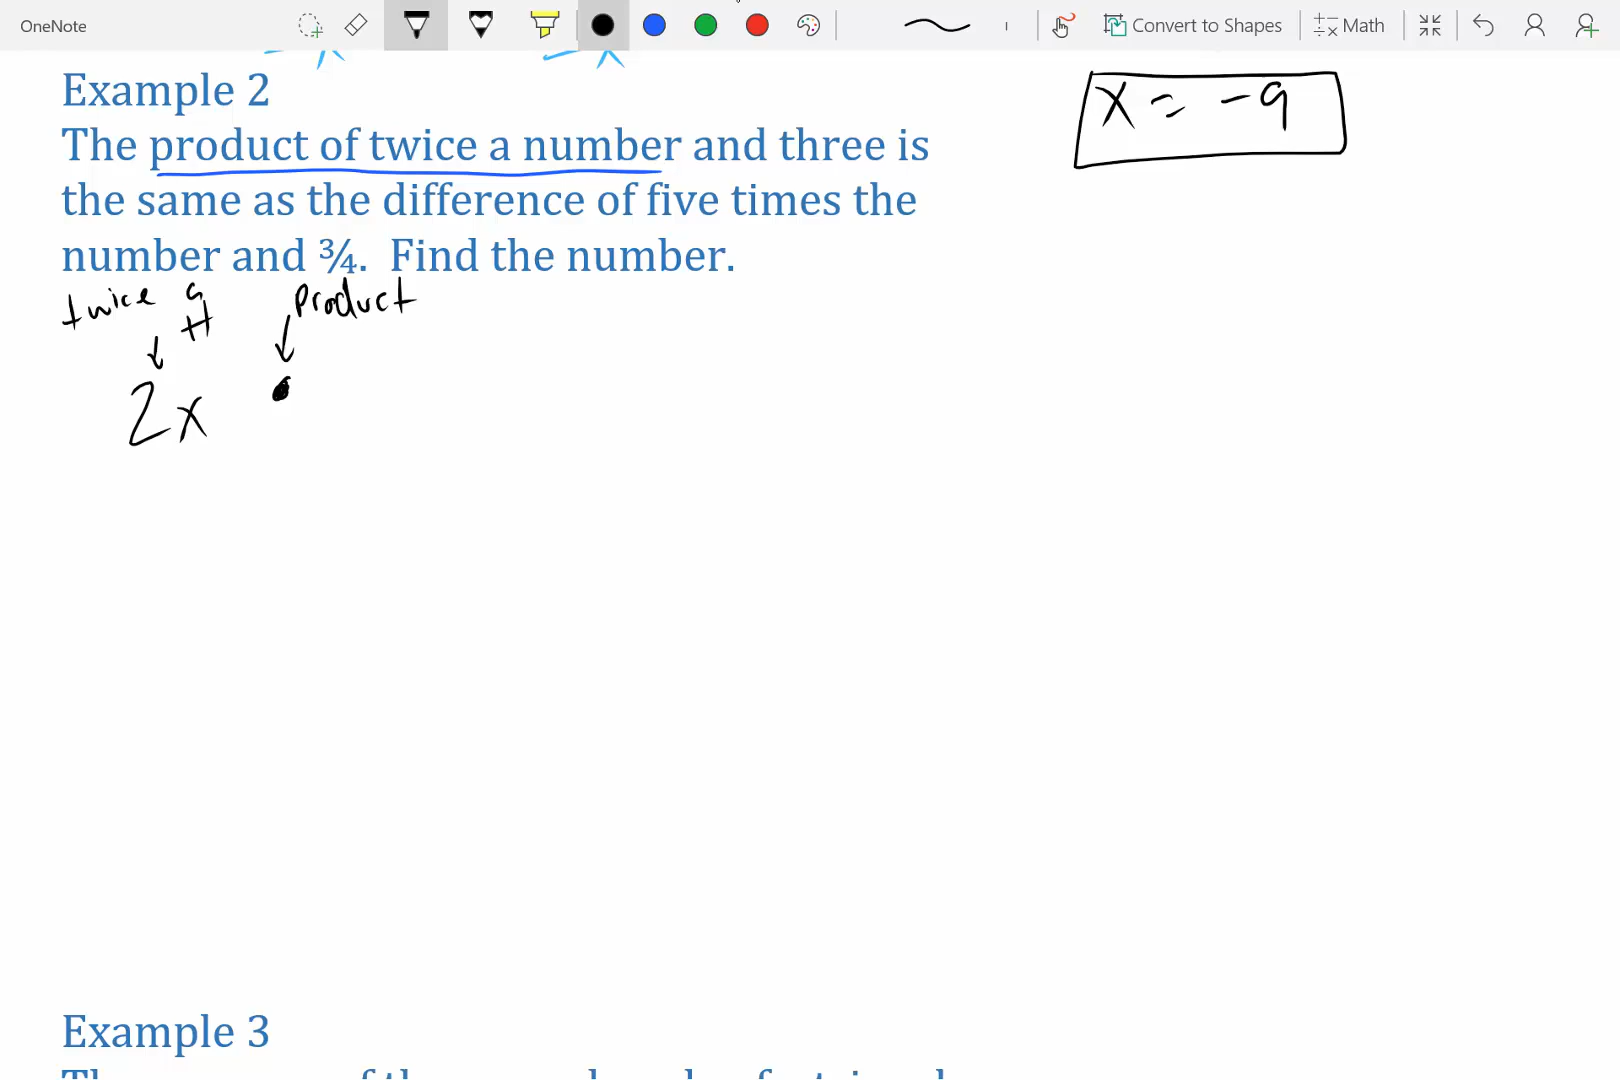 OneNote
Convert to Shapes
Math
Example 2
x = -9
The product of twice a number and three is
the same as the difference of five times the
number and ¾. Find the number.
twice a #
product
2x •
Example 3